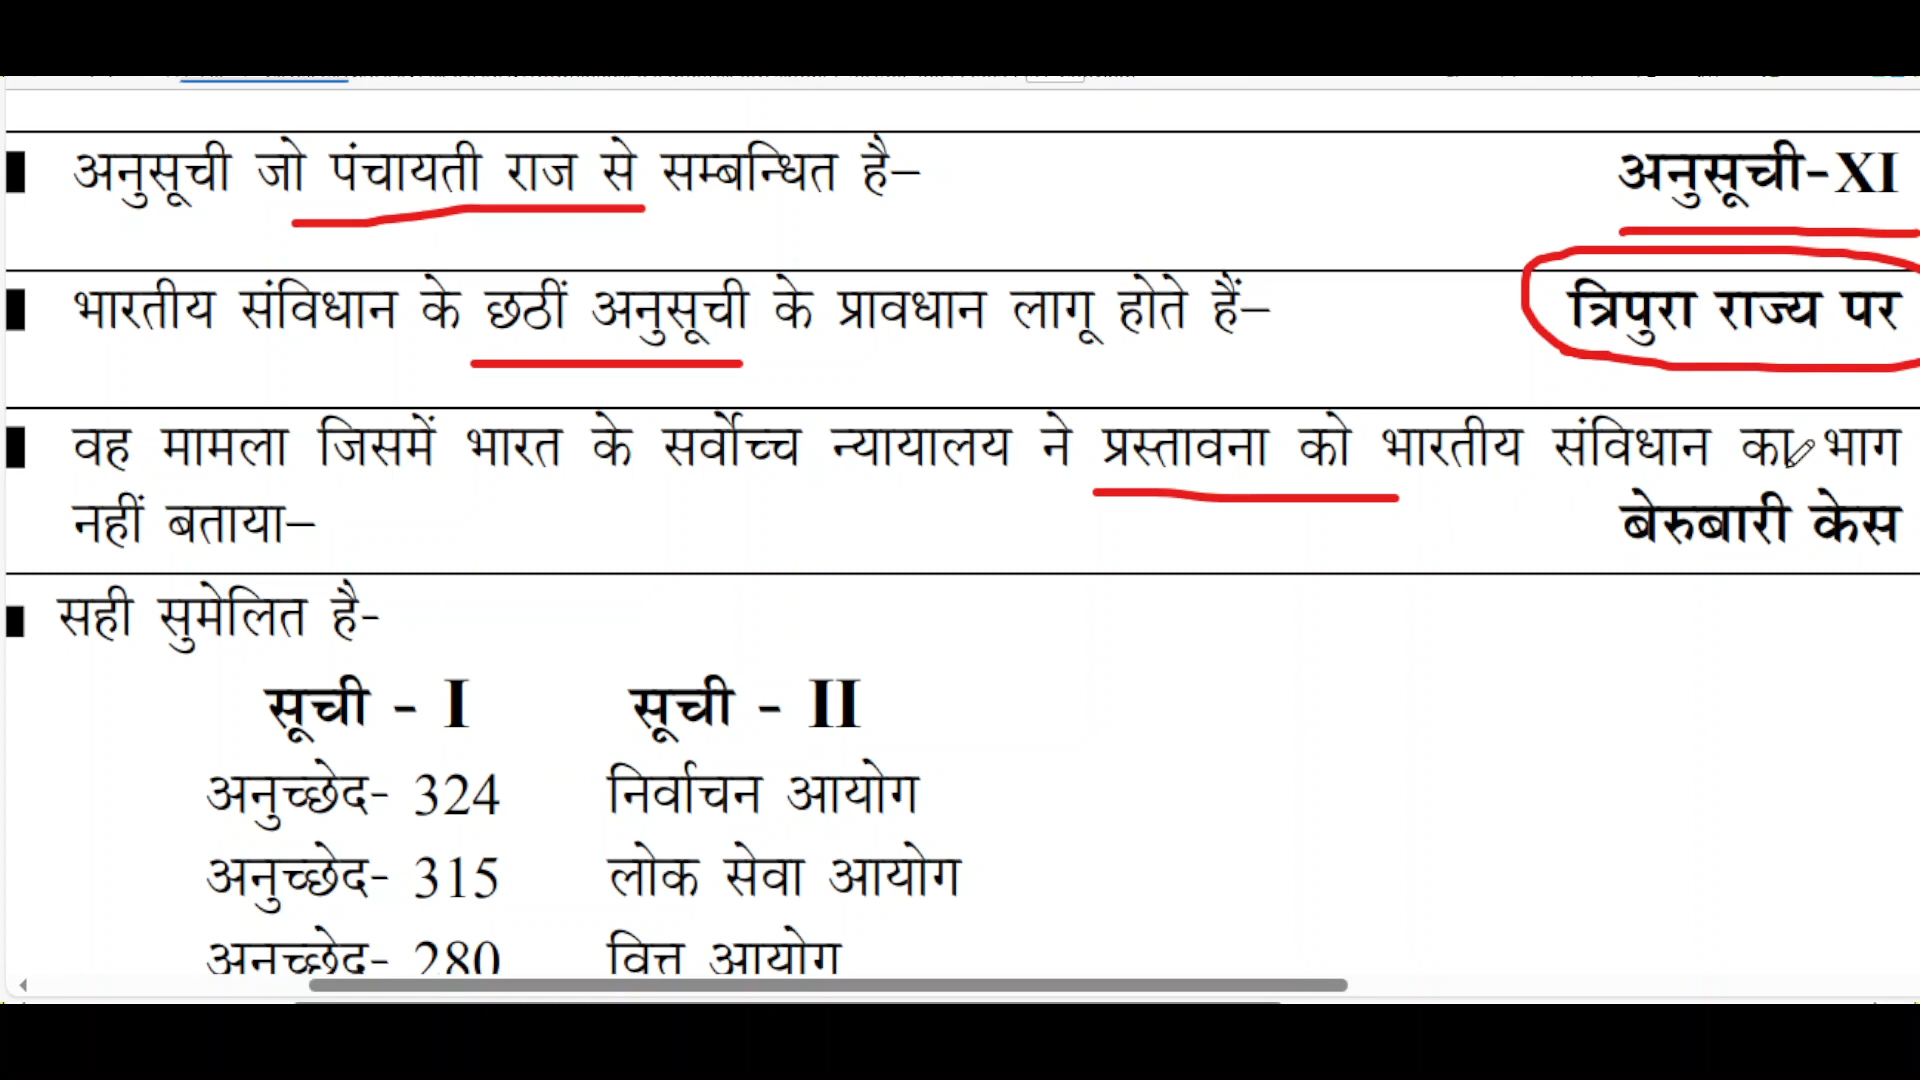 अनुसूची जो पंचायती राज से सम्बन्धित है– अनुसूची-XI
भारतीय संविधान के छठीं अनुसूची के प्रावधान लागू होते हैं– त्रिपुरा राज्य पर
वह मामला जिसमें भारत के सर्वोच्च न्यायालय ने प्रस्तावना को भारतीय संविधान का भाग
नहीं बताया– बेरुबारी केस
सही सुमेलित है-
सूची - I सूची - II
अनुच्छेद- 324 निर्वाचन आयोग
अनुच्छेद- 315 लोक सेवा आयोग
अनुच्छेद- 280 वित्त आयोग